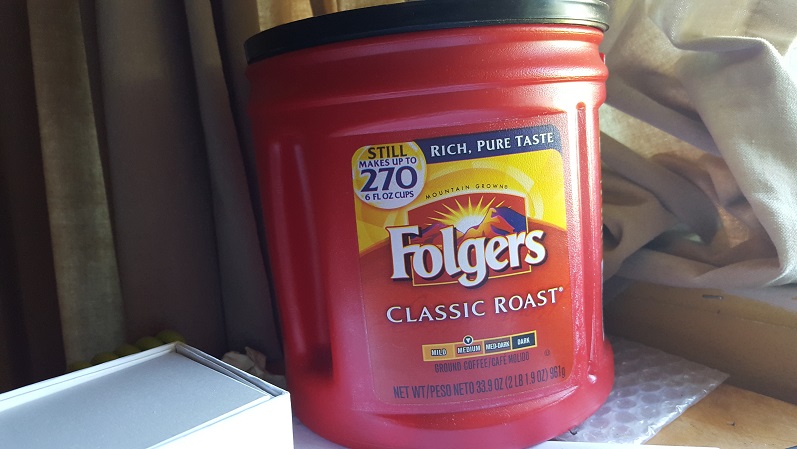 STILL
MAKES UP TO
270
6 FL OZ CUPS
RICH, PURE TASTE
MOUNTAIN GROWN®
Folgers
CLASSIC ROAST®
MILD MEDIUM MED-DARK DARK
GROUND COFFEE/CAFÉ MOLIDO
NET WT/PESO NETO 33.9 OZ (2 LB 1.9 OZ) 961g